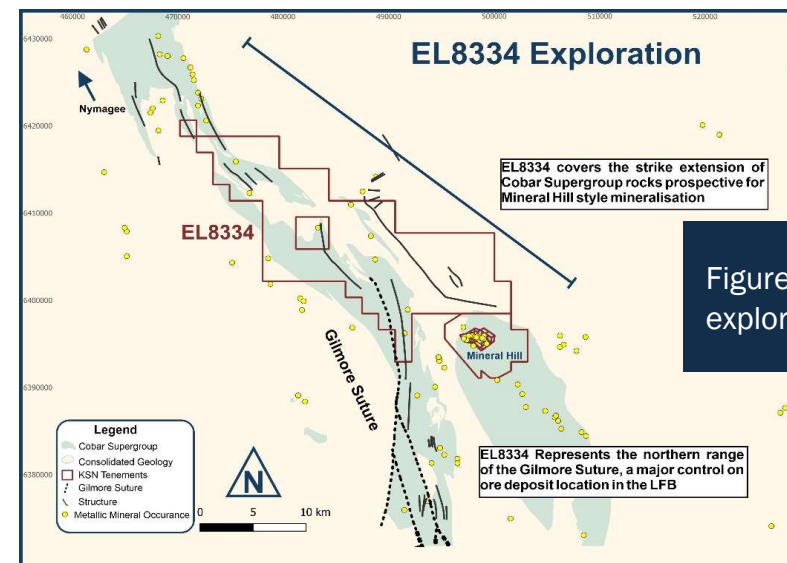 460000 470000 480000 490000 500000 510000 520000
6430000
EL8334 Exploration
Nymagee
6420000
EL8334 covers the strike extension of
Cobar Supergroup rocks prospective for
Mineral Hill style mineralisation
6410000
EL8334
Figure
explor
6400000
Gilmore Suture
Mineral Hill
6390000
Legend
Cobar Supergroup
Consolidated Geology
KSN Tenements
Gilmore Suture
Structure
Metallic Mineral Occurance
6380000
N
0 5 10 km
EL8334 Represents the northern range
of the Gilmore Suture, a major control on
ore deposit location in the LFB